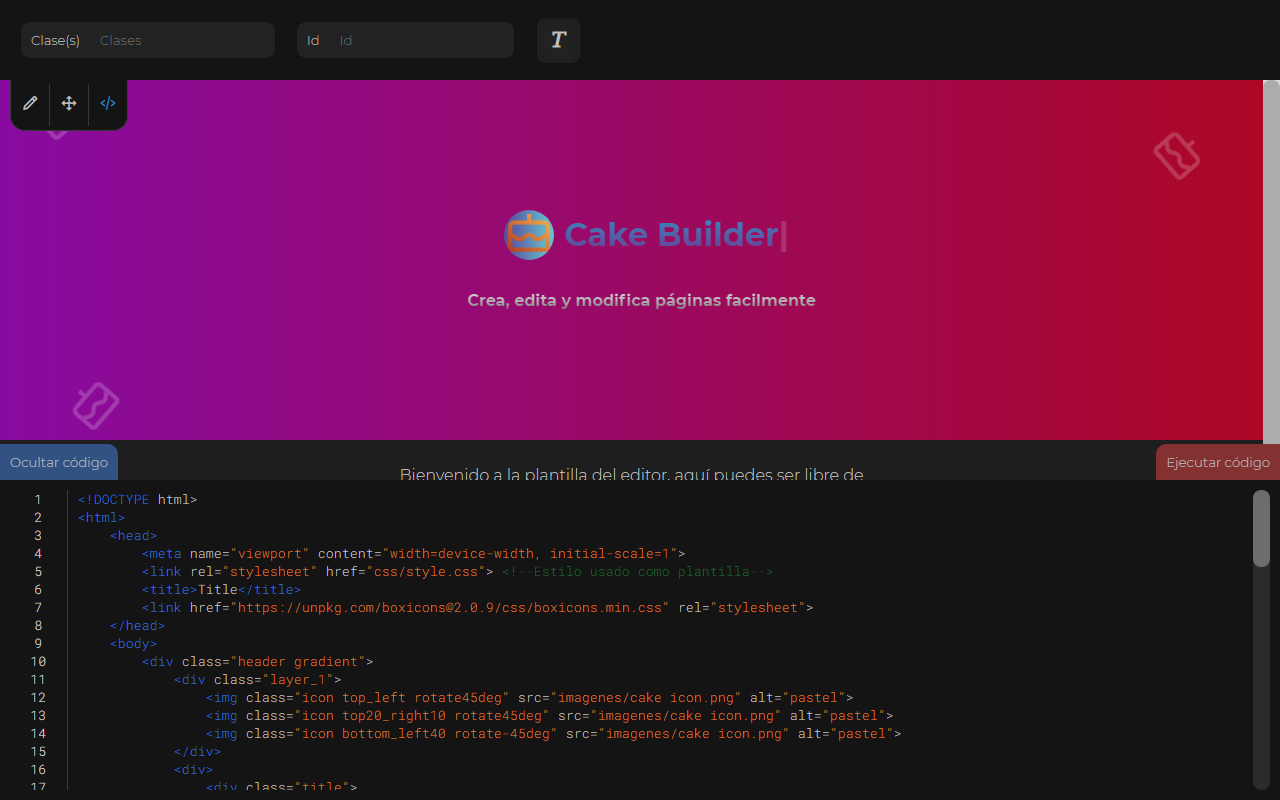 Clase(s) Clases Id Id T
</>
Cake Builder|
Crea, edita y modifica páginas facilmente
Ocultar código
Bienvenido a la plantilla del editor, aquí puedes ser libre de
Ejecutar código
1 <!DOCTYPE html>
2 <html>
3 <head>
4 <meta name="viewport" content="width=device-width, initial-scale=1">
5 <link rel="stylesheet" href="css/style.css"> <!--Estilo usado como plantilla-->
6 <title>Title</title>
7 <link href="https://unpkg.com/boxicons@2.0.9/css/boxicons.min.css" rel="stylesheet">
8 </head>
9 <body>
10 <div class="header gradient">
11 <div class="layer_1">
12 <img class="icon top_left rotate45deg" src="imagenes/cake icon.png" alt="pastel">
13 <img class="icon top20_right10 rotate45deg" src="imagenes/cake icon.png" alt="pastel">
14 <img class="icon bottom_left40 rotate-45deg" src="imagenes/cake icon.png" alt="pastel">
15 </div>
16 <div>
17 <div class="title">